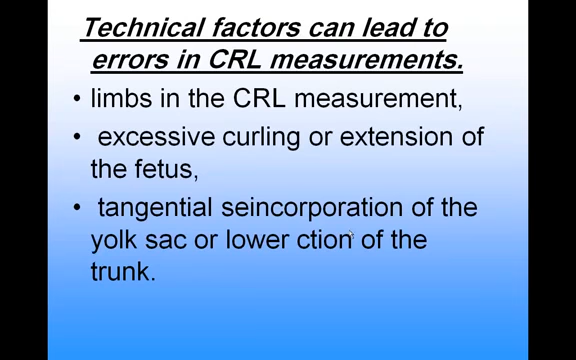 Technical factors can lead to
errors in CRL measurements.
• limbs in the CRL measurement,
• excessive curling or extension of
the fetus,
• tangential seincorporation of the
yolk sac or lower ction of the
trunk.